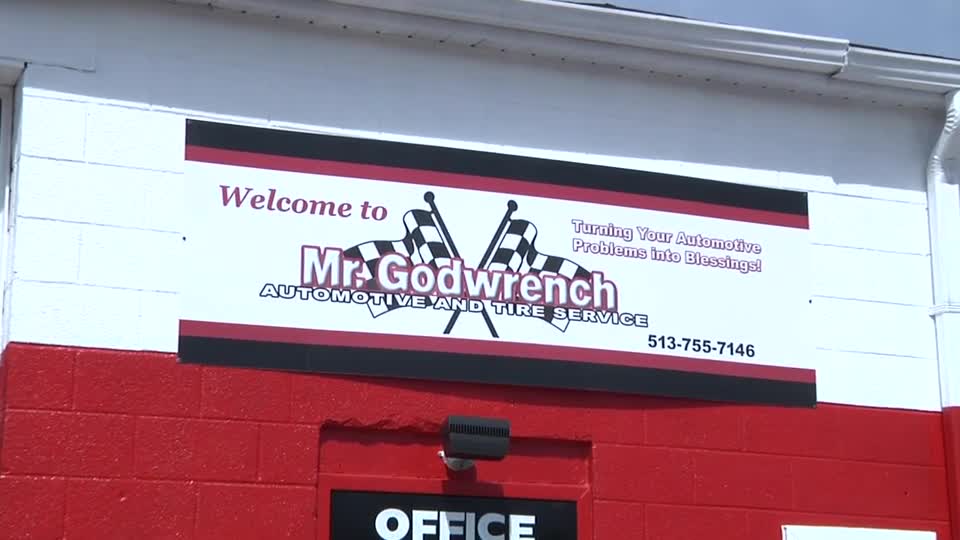 Welcome to
Turning Your Automotive
Problems into Blessings!
Mr. Godwrench
AUTOMOTIVE AND TIRE SERVICE
513-755-7146
OFFICE